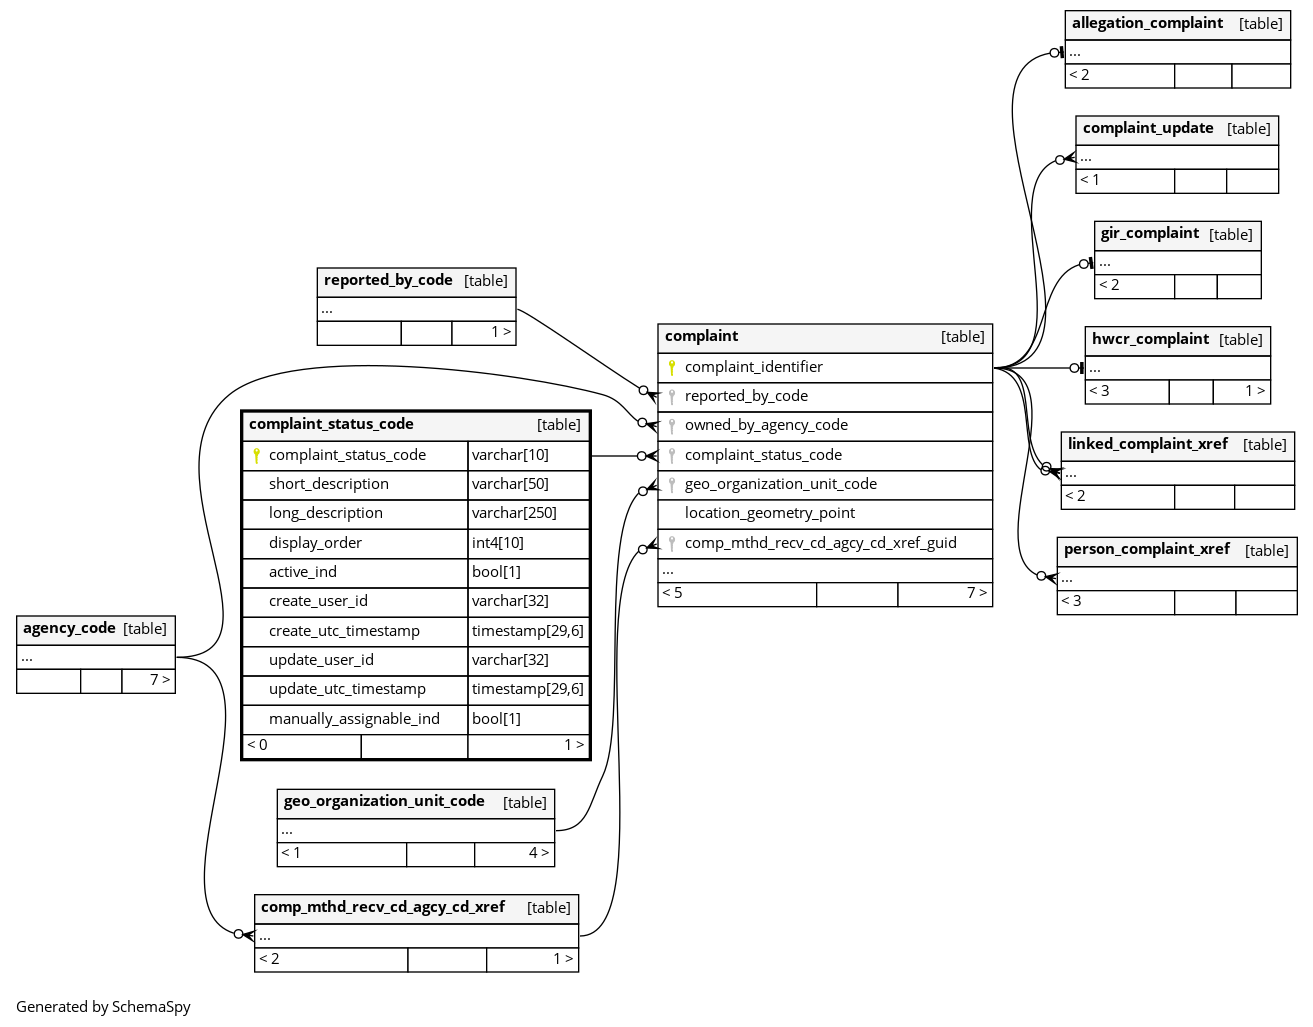 allegation_complaint [table]
...
< 2
complaint_update [table]
...
< 1
gir_complaint [table]
...
< 2
hwcr_complaint [table]
...
< 3 1 >
linked_complaint_xref [table]
...
< 2
person_complaint_xref [table]
...
< 3
reported_by_code [table]
...
1 >
complaint [table]
complaint_identifier
reported_by_code
owned_by_agency_code
complaint_status_code
geo_organization_unit_code
location_geometry_point
comp_mthd_recv_cd_agcy_cd_xref_guid
...
< 5 7 >
complaint_status_code [table]
complaint_status_code varchar[10]
short_description varchar[50]
long_description varchar[250]
display_order int4[10]
active_ind bool[1]
create_user_id varchar[32]
create_utc_timestamp timestamp[29,6]
update_user_id varchar[32]
update_utc_timestamp timestamp[29,6]
manually_assignable_ind bool[1]
< 0 1 >
agency_code [table]
...
7 >
geo_organization_unit_code [table]
...
< 1 4 >
comp_mthd_recv_cd_agcy_cd_xref [table]
...
< 2 1 >
Generated by SchemaSpy